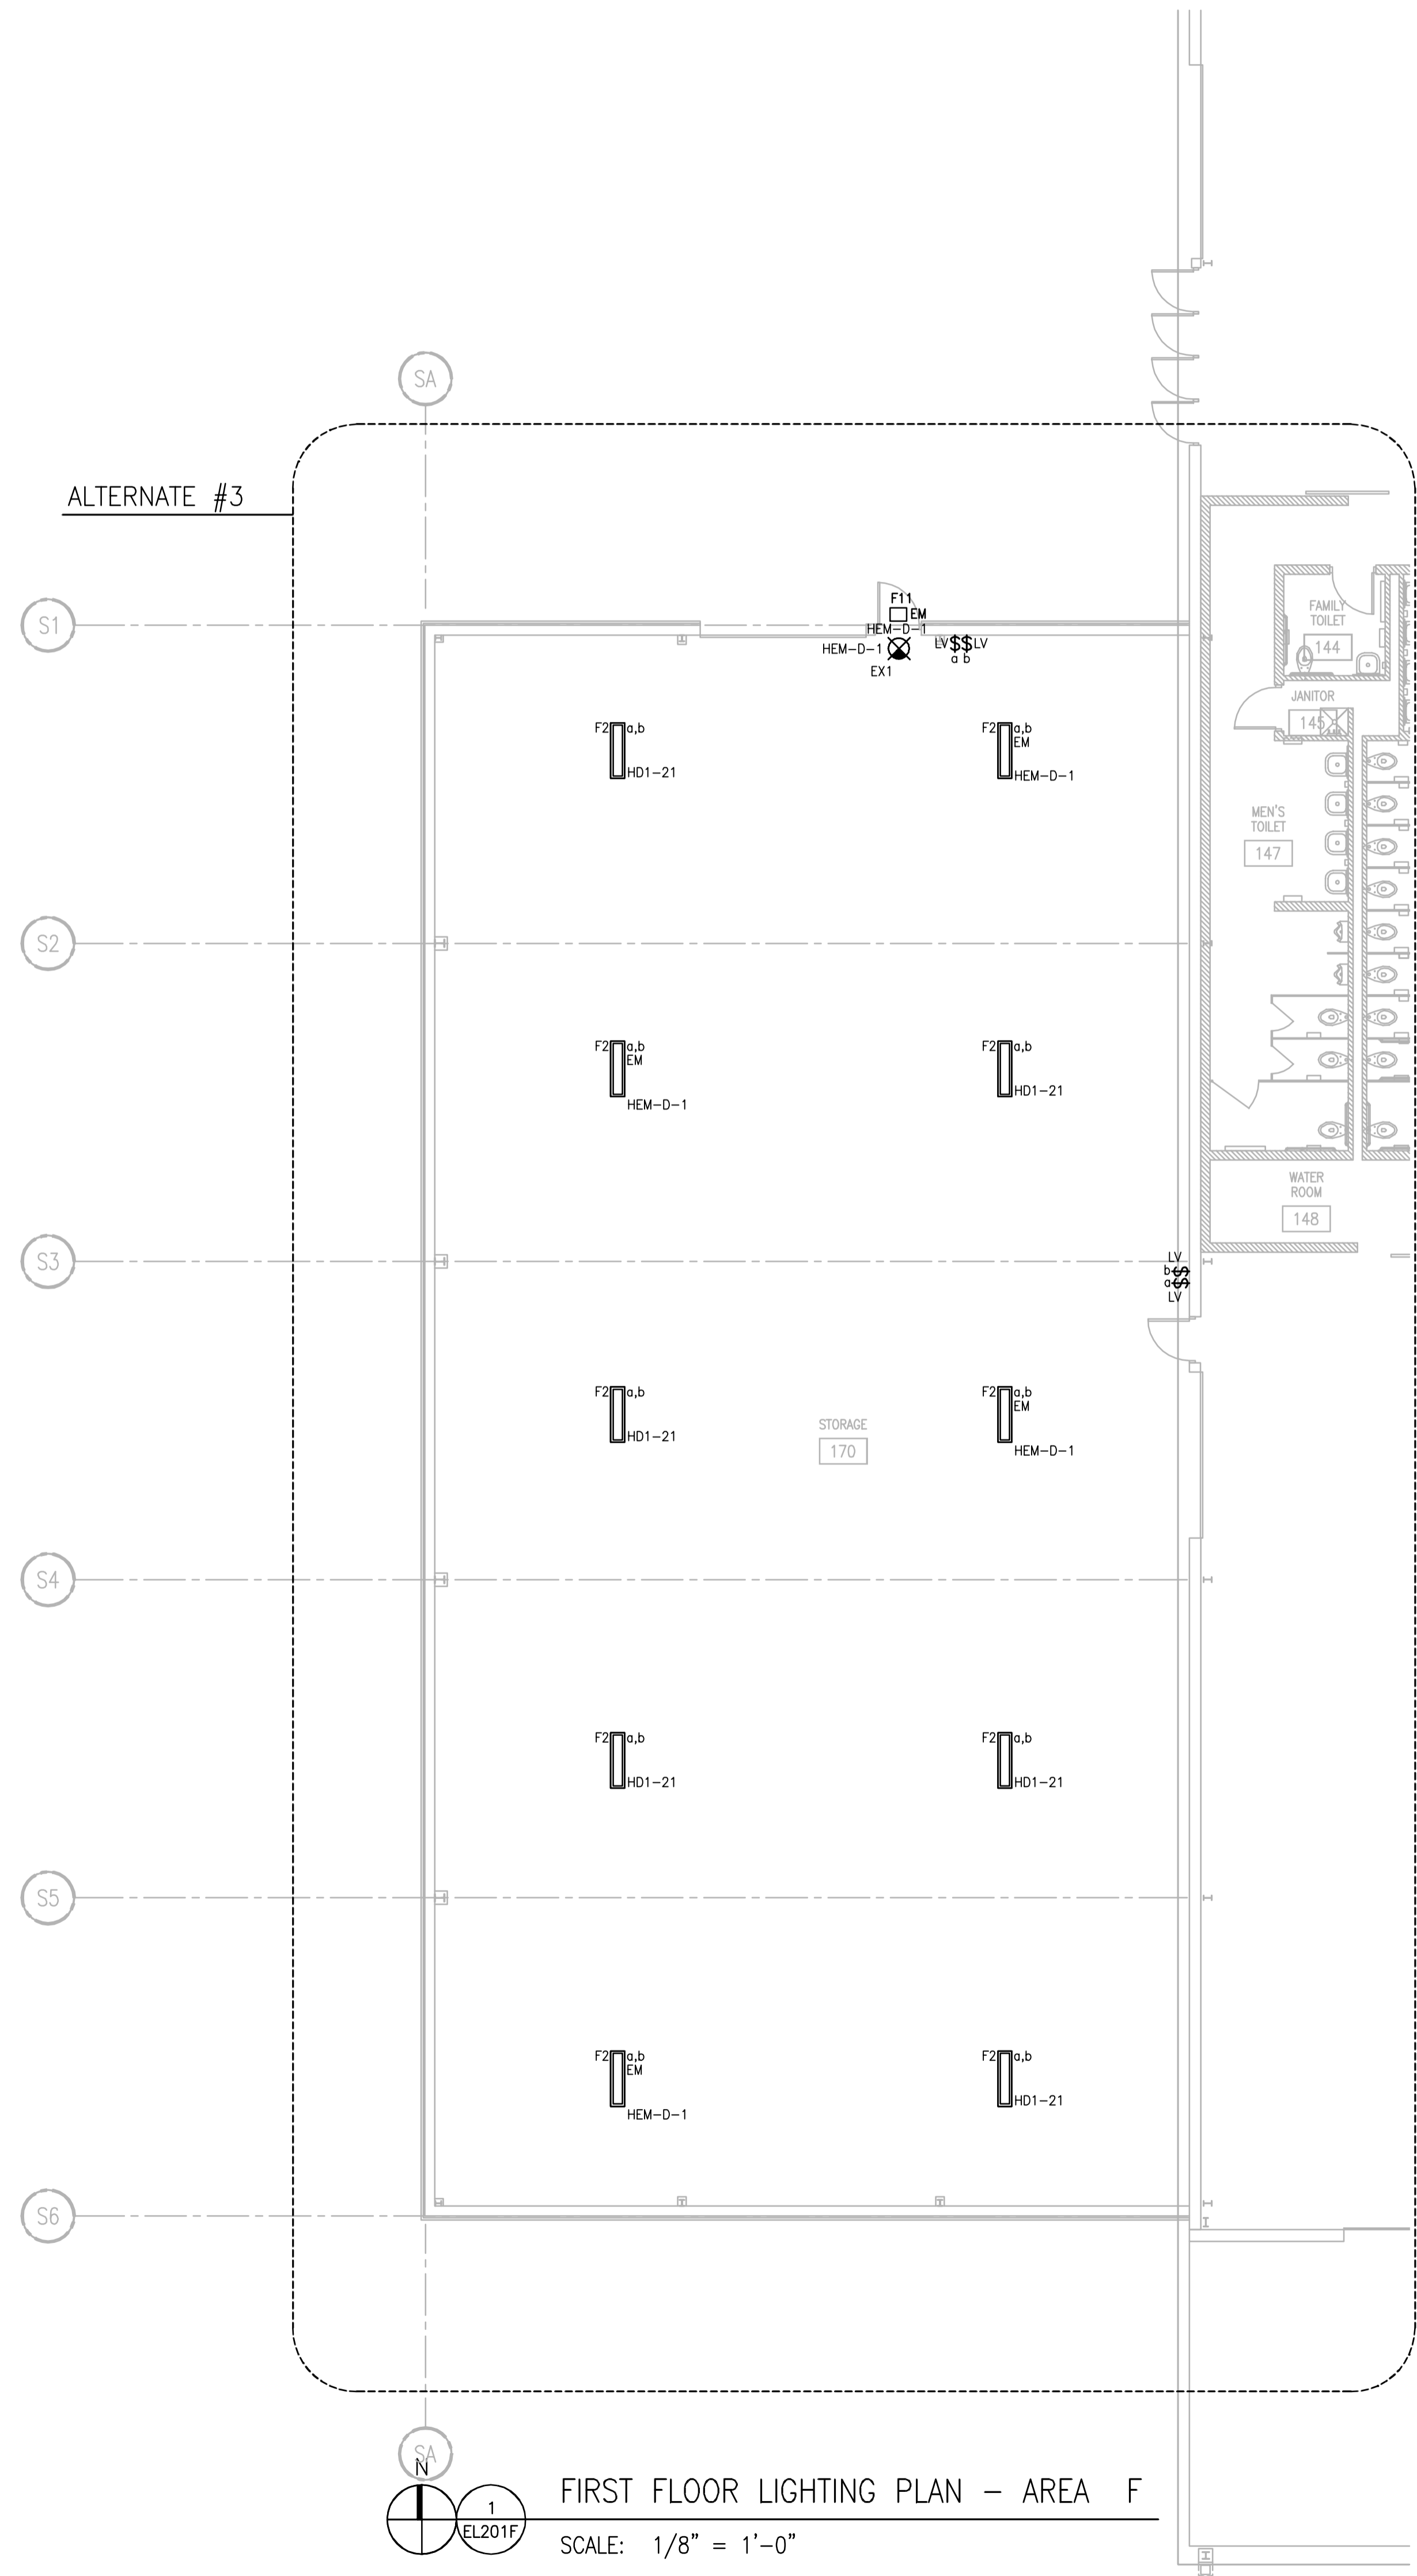 SA
ALTERNATE #3
S1
F11
EM
HEM-D-1
HEM-D-1
EX1
LV$$LV
a b
FAMILY
TOILET
144
JANITOR
145
F2 a,b
HD1-21
F2 a,b
EM
HEM-D-1
MEN'S
TOILET
147
S2
F2 a,b
EM
HEM-D-1
F2 a,b
HD1-21
WATER
ROOM
148
S3
LV
b$
a$
LV
F2 a,b
HD1-21
STORAGE
170
F2 a,b
EM
HEM-D-1
S4
F2 a,b
HD1-21
F2 a,b
HD1-21
S5
F2 a,b
EM
HEM-D-1
F2 a,b
HD1-21
S6
SA
N
1
EL201F
FIRST FLOOR LIGHTING PLAN - AREA F
SCALE: 1/8" = 1'-0"